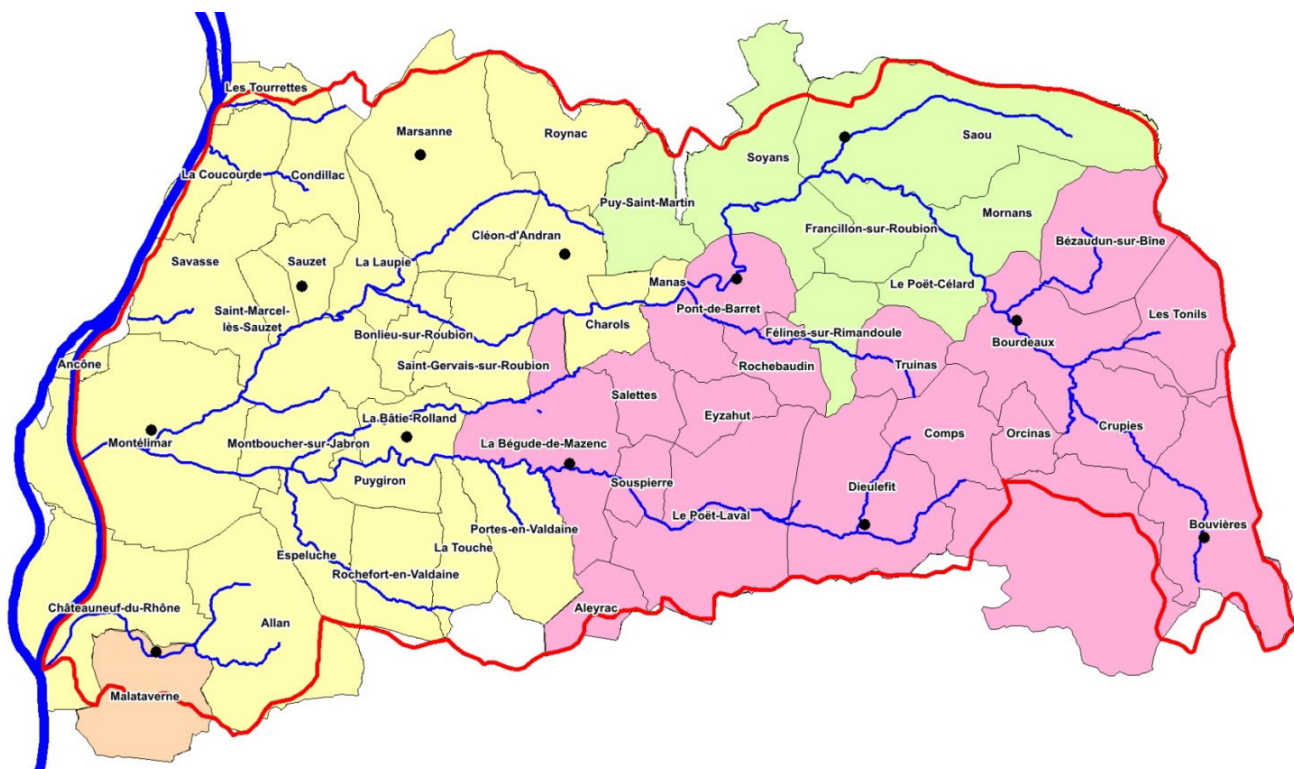 Les Tourrettes
Marsanne
Roynac
Saou
Soyans
La Coucourde
Condillac
Puy-Saint-Martin
Mornans
Francillon-sur-Roubion
Cléon-d'Andran
Bézaudun-sur-Bîne
Savasse
Sauzet
La Laupie
Manas
Le Poët-Célard
Pont-de-Barret
Saint-Marcel-
lès-Sauzet
Les Tonils
Bonlieu-sur-Roubion
Charols
Félines-sur-Rimandoule
Bourdeaux
Ancône
Saint-Gervais-sur-Roubion
Rochebaudin
Truinas
Salettes
Eyzahut
La Bâtie-Rolland
Montélimar
Montboucher-sur-Jabron
La Bégude-de-Mazenc
Comps
Orcinas
Crupies
Puygiron
Souspierre
Dieulefit
Le Poët-Laval
Portes-en-Valdaine
Bouvières
Espeluche
La Touche
Rochefort-en-Valdaine
Châteauneuf-du-Rhône
Aleyrac
Allan
Malataverne